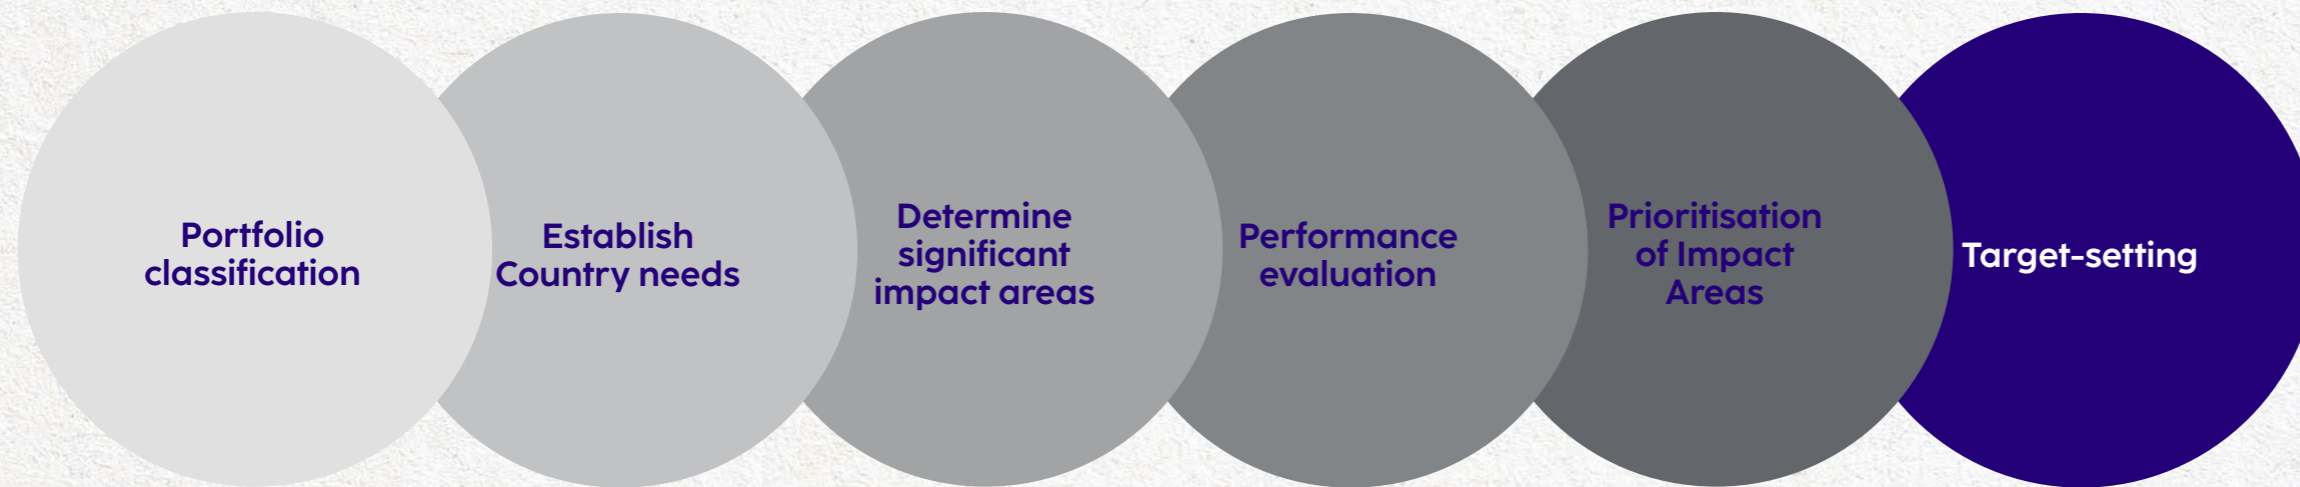 Portfolio
classification
Establish
Country needs
Determine
significant
impact areas
Performance
evaluation
Prioritisation
of Impact
Areas
Target-setting